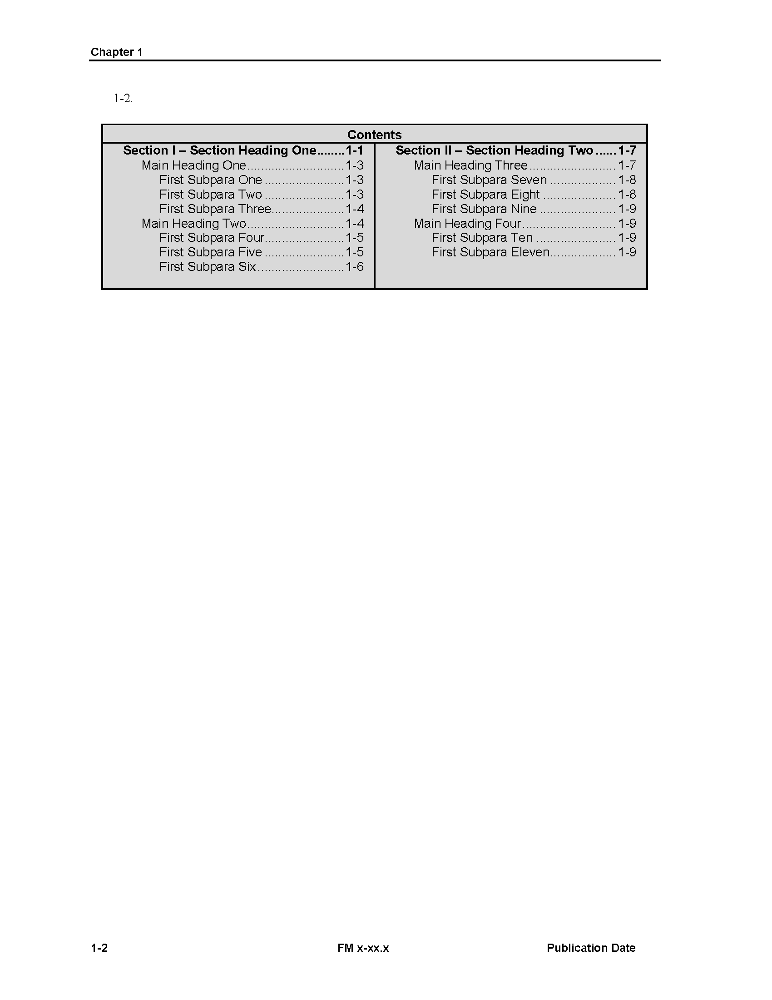 Chapter 1
1-2.
Contents
Section I – Section Heading One........1-1
Main Heading One............................1-3
First Subpara One .......................1-3
First Subpara Two .......................1-3
First Subpara Three.....................1-4
Main Heading Two............................1-4
First Subpara Four.......................1-5
First Subpara Five .......................1-5
First Subpara Six.........................1-6
Section II – Section Heading Two ......1-7
Main Heading Three.........................1-7
First Subpara Seven ...................1-8
First Subpara Eight .....................1-8
First Subpara Nine ......................1-9
Main Heading Four...........................1-9
First Subpara Ten .......................1-9
First Subpara Eleven...................1-9
1-2 FM x-xx.x Publication Date